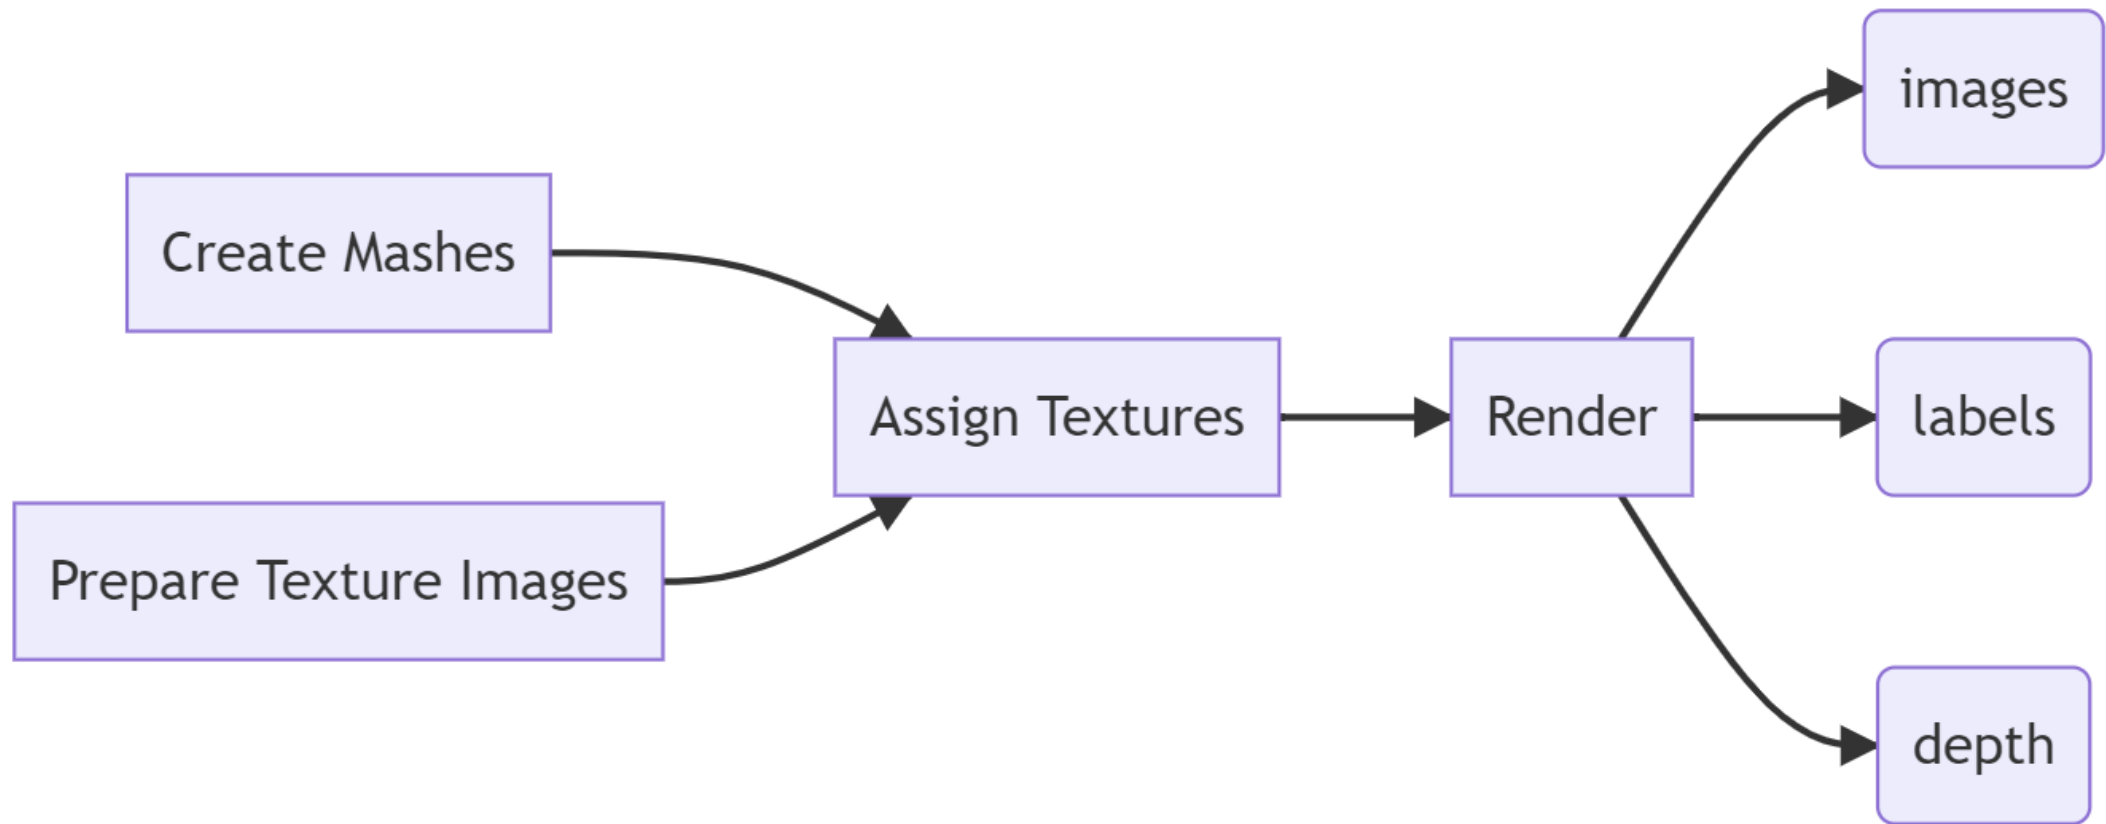 Create Mashes
Prepare Texture Images
Assign Textures
Render
images
labels
depth